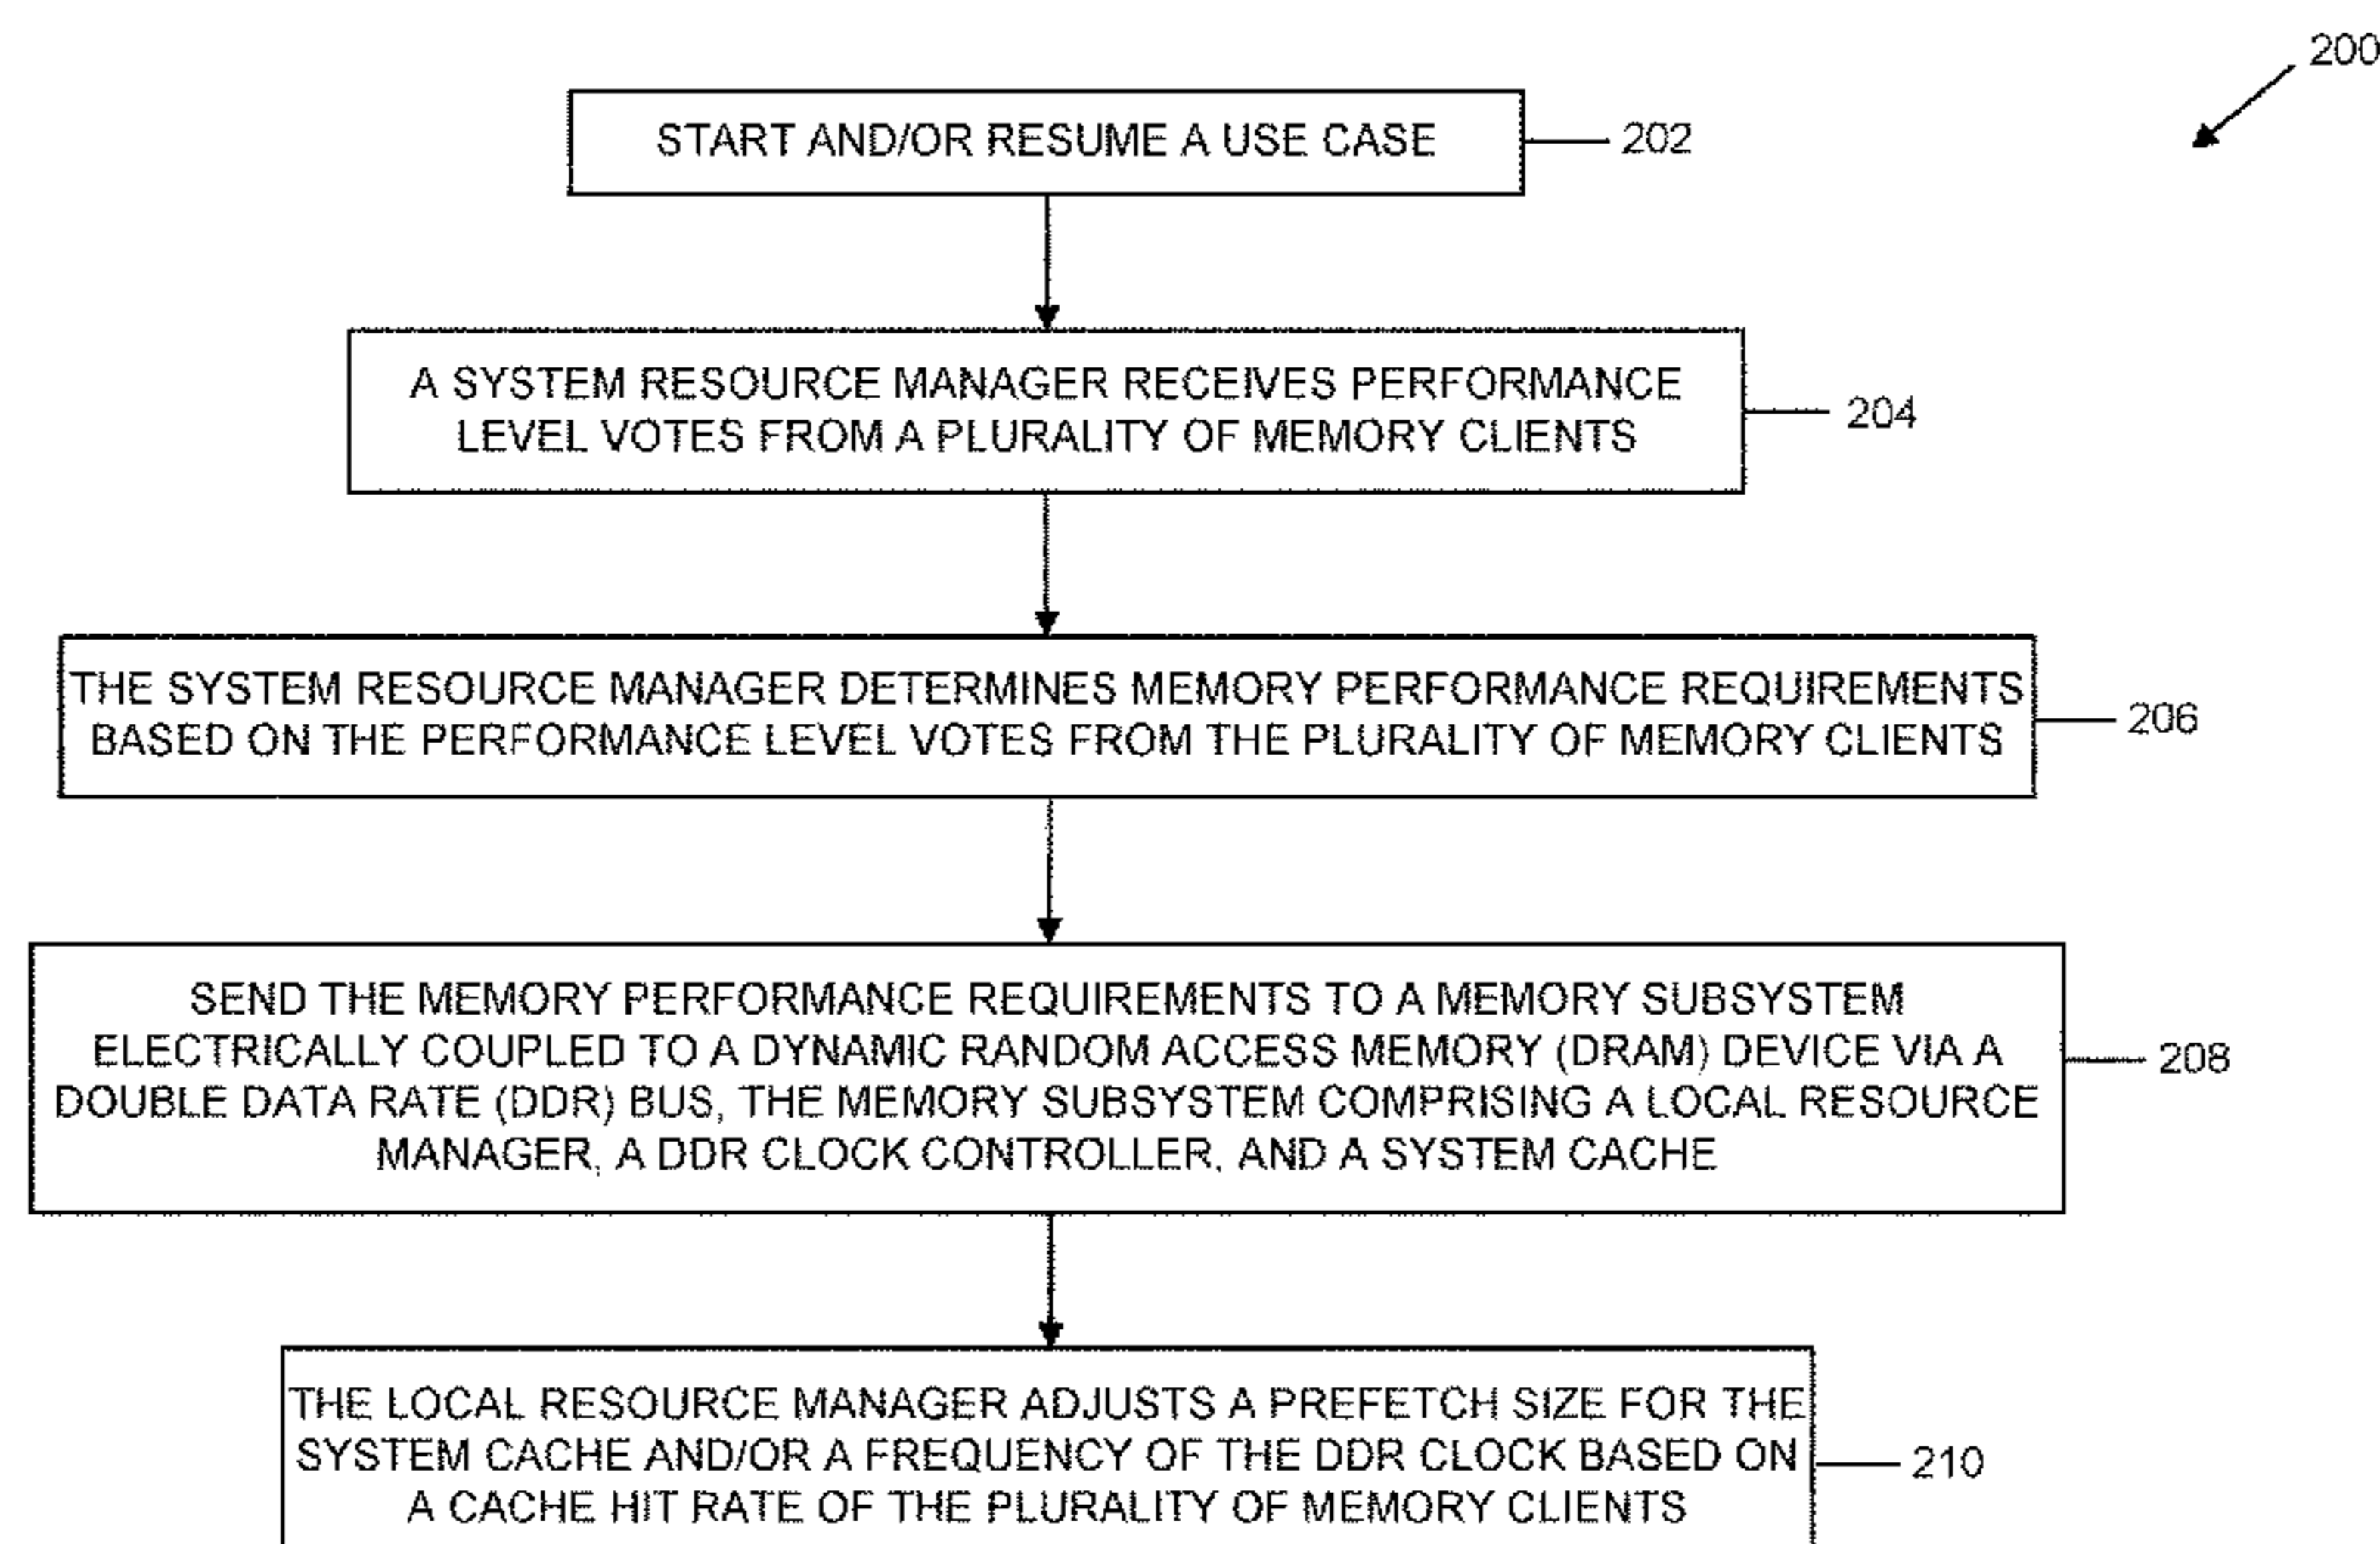 200
START AND/OR RESUME A USE CASE
202
A SYSTEM RESOURCE MANAGER RECEIVES PERFORMANCE
LEVEL VOTES FROM A PLURALITY OF MEMORY CLIENTS
204
THE SYSTEM RESOURCE MANAGER DETERMINES MEMORY PERFORMANCE REQUIREMENTS
BASED ON THE PERFORMANCE LEVEL VOTES FROM THE PLURALITY OF MEMORY CLIENTS
206
SEND THE MEMORY PERFORMANCE REQUIREMENTS TO A MEMORY SUBSYSTEM
ELECTRICALLY COUPLED TO A DYNAMIC RANDOM ACCESS MEMORY (DRAM) DEVICE VIA A
DOUBLE DATA RATE (DDR) BUS, THE MEMORY SUBSYSTEM COMPRISING A LOCAL RESOURCE
MANAGER, A DDR CLOCK CONTROLLER, AND A SYSTEM CACHE
208
THE LOCAL RESOURCE MANAGER ADJUSTS A PREFETCH SIZE FOR THE
SYSTEM CACHE AND/OR A FREQUENCY OF THE DDR CLOCK BASED ON
A CACHE HIT RATE OF THE PLURALITY OF MEMORY CLIENTS
210